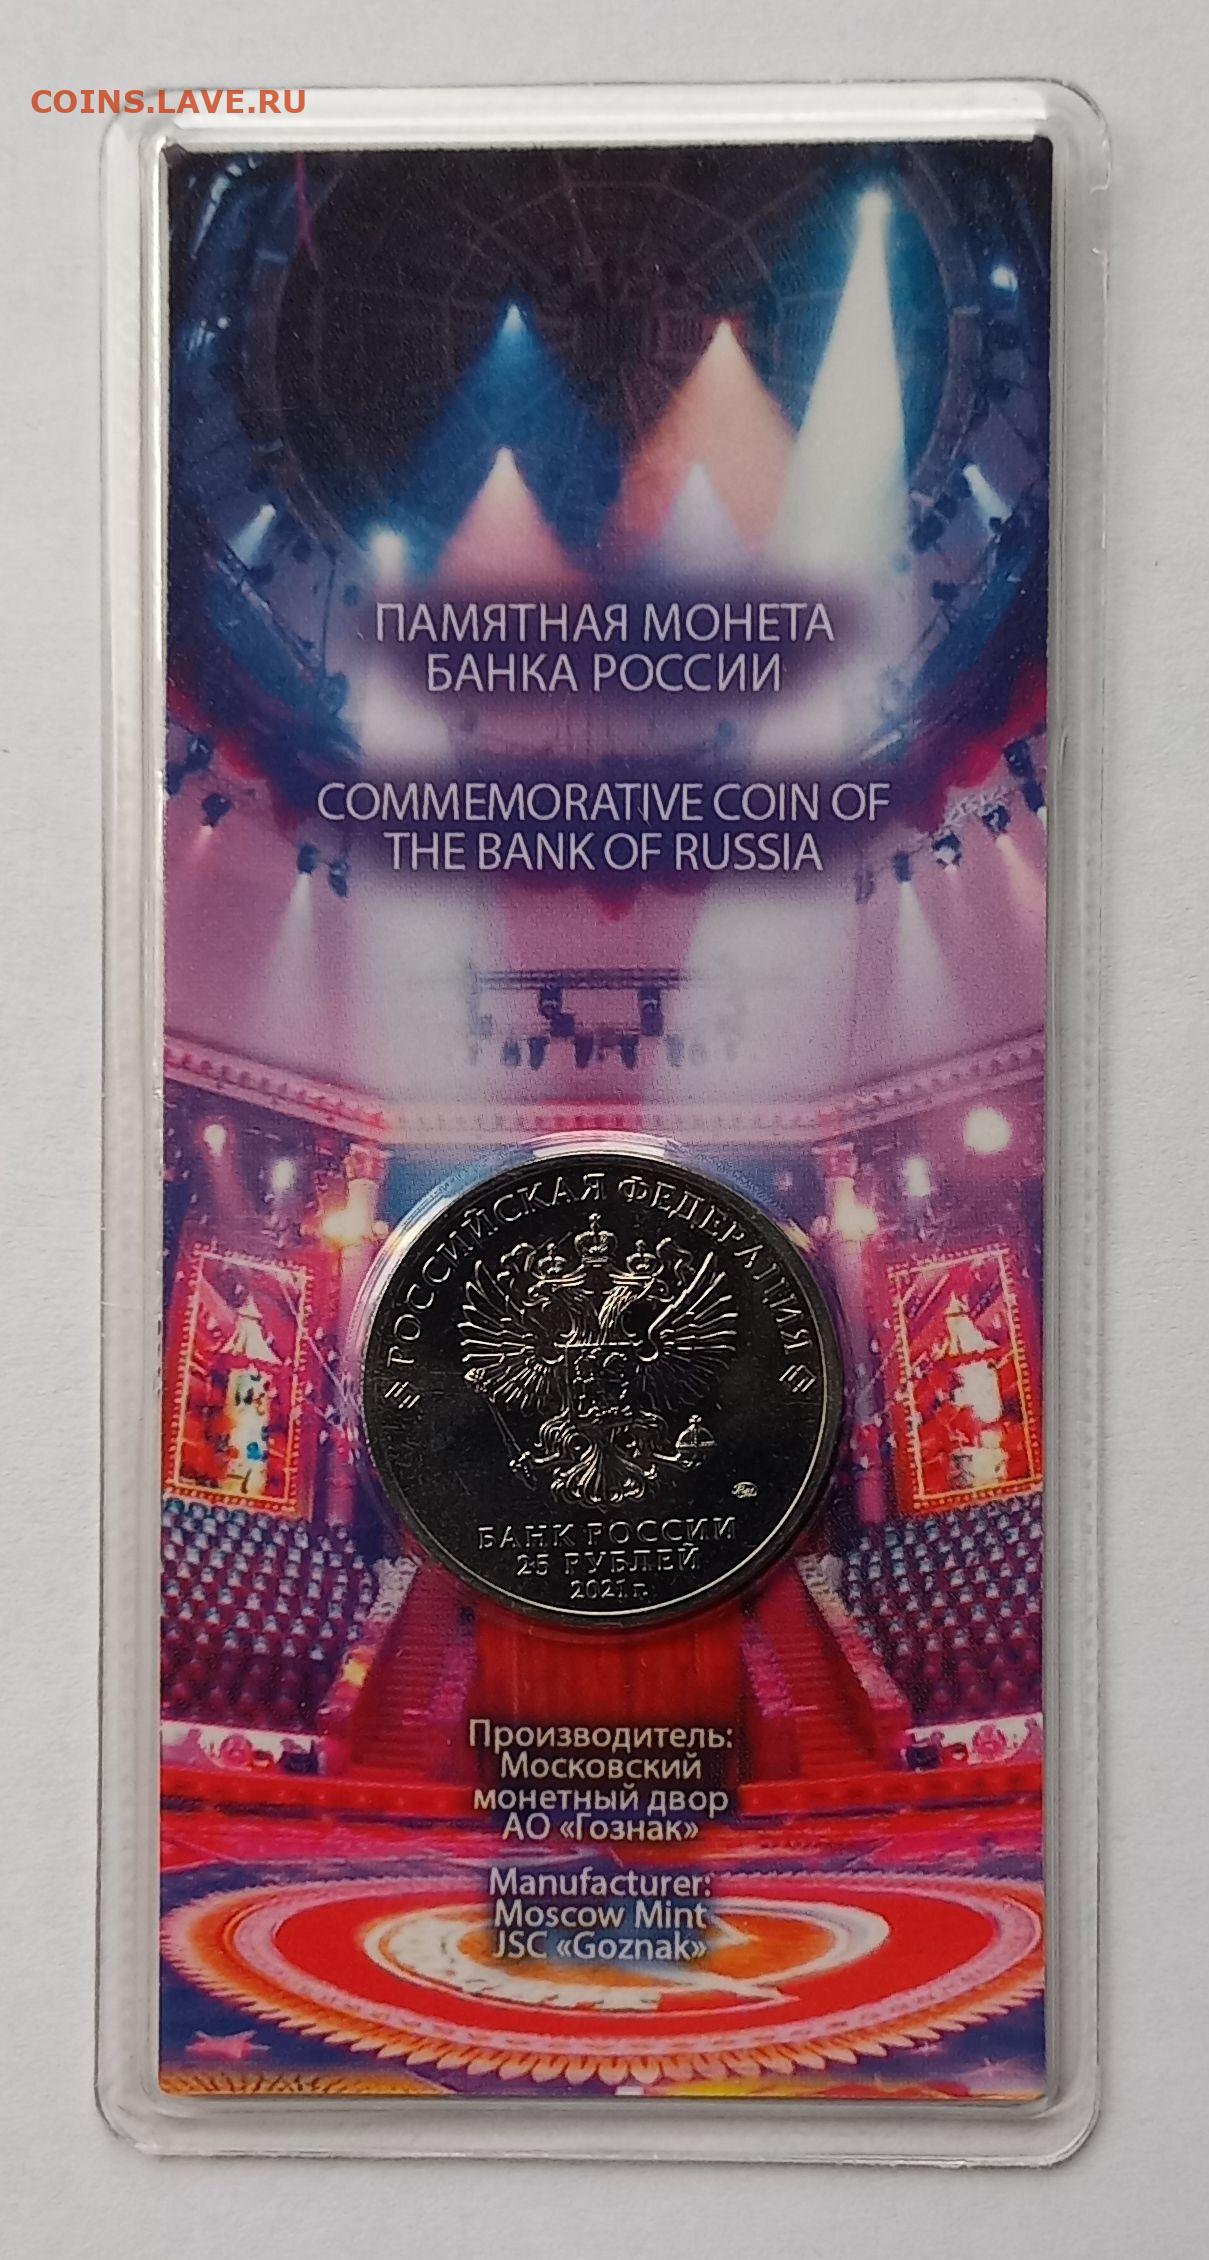 COINS.LAVE.RU
ПАМЯТНАЯ МОНЕТА
БАНКА РОССИИ
COMMEMORATIVE COIN OF
THE BANK OF RUSSIA
РОССИЙСКАЯ ФЕДЕРАЦИЯ
БАНК РОССИИ
25 РУБЛЕЙ
2021 г.
Производитель:
Московский
монетный двор
АО «Гознак»
Manufacturer:
Moscow Mint
JSC «Goznak»